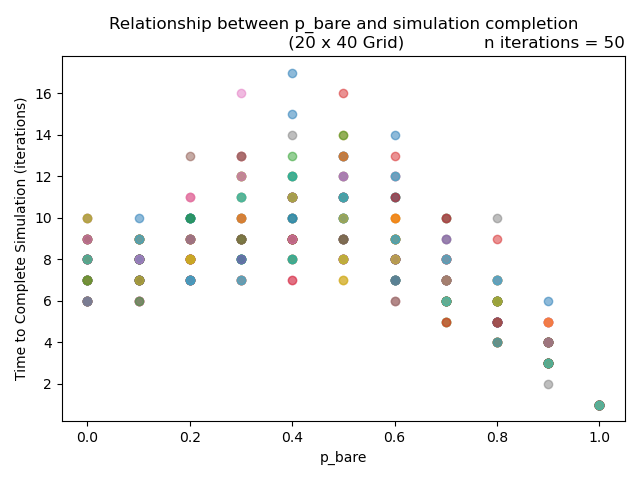 Relationship between p_bare and simulation completion
(20 x 40 Grid) n iterations = 50
Time to Complete Simulation (iterations)
16
14
12
10
8
6
4
2
0.0 0.2 0.4 0.6 0.8 1.0
p_bare